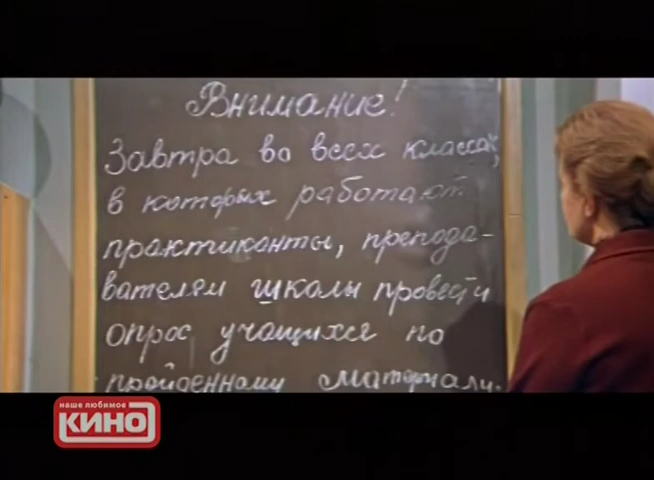 Внимание!
Завтра во всех классах,
в которых работают
практиканты, препода-
вателям школы провести
опрос учащихся по
пройденному материалу.
наше любимое
КИНО